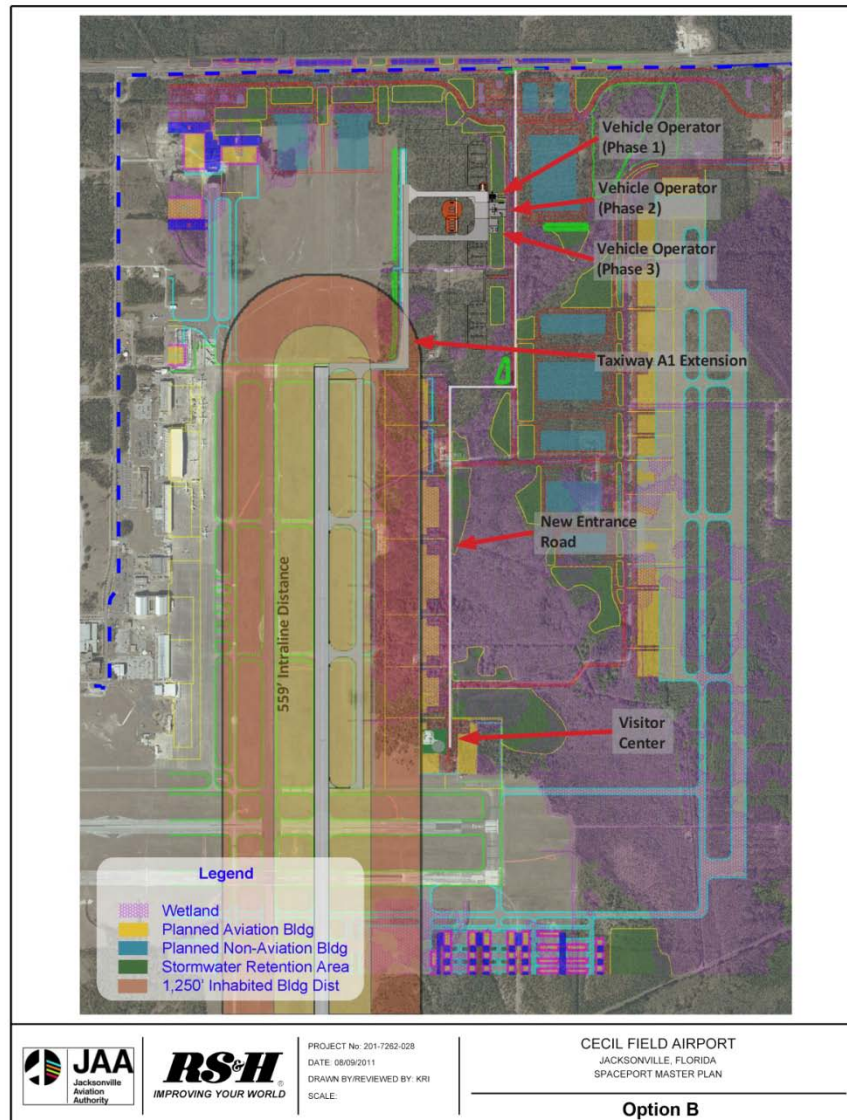 Vehicle Operator
(Phase 1)
Vehicle Operator
(Phase 2)
Vehicle Operator
(Phase 3)
Taxiway A1 Extension
New Entrance
Road
559' Intraline Distance
Visitor
Center
Legend
Wetland
Planned Aviation Bldg
Planned Non-Aviation Bldg
Stormwater Retention Area
1,250' Inhabited Bldg Dist
JAA
Jacksonville
Aviation
Authority
RS&H®
IMPROVING YOUR WORLD
PROJECT No: 201-7262-028
DATE: 08/09/2011
DRAWN BY/REVIEWED BY: KRI
SCALE:
CECIL FIELD AIRPORT
JACKSONVILLE, FLORIDA
SPACEPORT MASTER PLAN
Option B